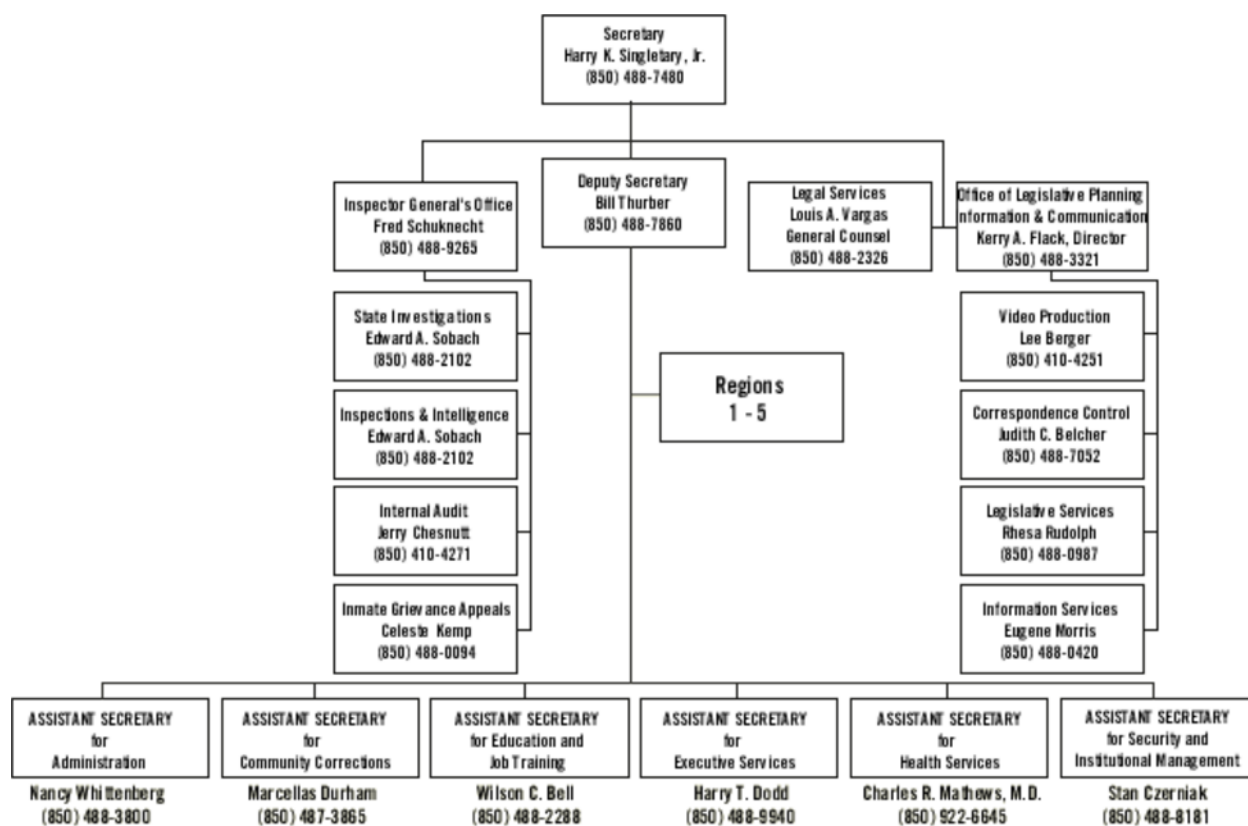 Secretary
Harry K. Singletary, Jr.
(850) 488-7480
Inspector General's Office
Fred Schuknecht
(850) 488-9265
Deputy Secretary
Bill Thurber
(850) 488-7860
Legal Services
Louis A. Vargas
General Counsel
(850) 488-2326
Office of Legislative Planning
nformation & Communication
Kerry A. Flack, Director
(850) 488-3321
State Investigations
Edward A. Sobach
(850) 488-2102
Inspections & Intelligence
Edward A. Sobach
(850) 488-2102
Internal Audit
Jerry Chesnutt
(850) 410-4271
Inmate Grievance Appeals
Celeste Kemp
(850) 488-0094
Regions
1 - 5
Video Production
Lee Berger
(850) 410-4251
Correspondence Control
Judith C. Belcher
(850) 488-7052
Legislative Services
Rhesa Rudolph
(850) 488-0987
Information Services
Eugene Morris
(850) 488-0420
ASSISTANT SECRETARY
for
Administration
Nancy Whittenberg
(850) 488-3800
ASSISTANT SECRETARY
for
Community Corrections
Marcellas Durham
(850) 487-3865
ASSISTANT SECRETARY
for Education and
Job Training
Wilson C. Bell
(850) 488-2288
ASSISTANT SECRETARY
for
Executive Services
Harry T. Dodd
(850) 488-9940
ASSISTANT SECRETARY
for
Health Services
Charles R. Mathews, M.D.
(850) 922-6645
ASSISTANT SECRETARY
for Security and
Institutional Management
Stan Czerniak
(850) 488-8181